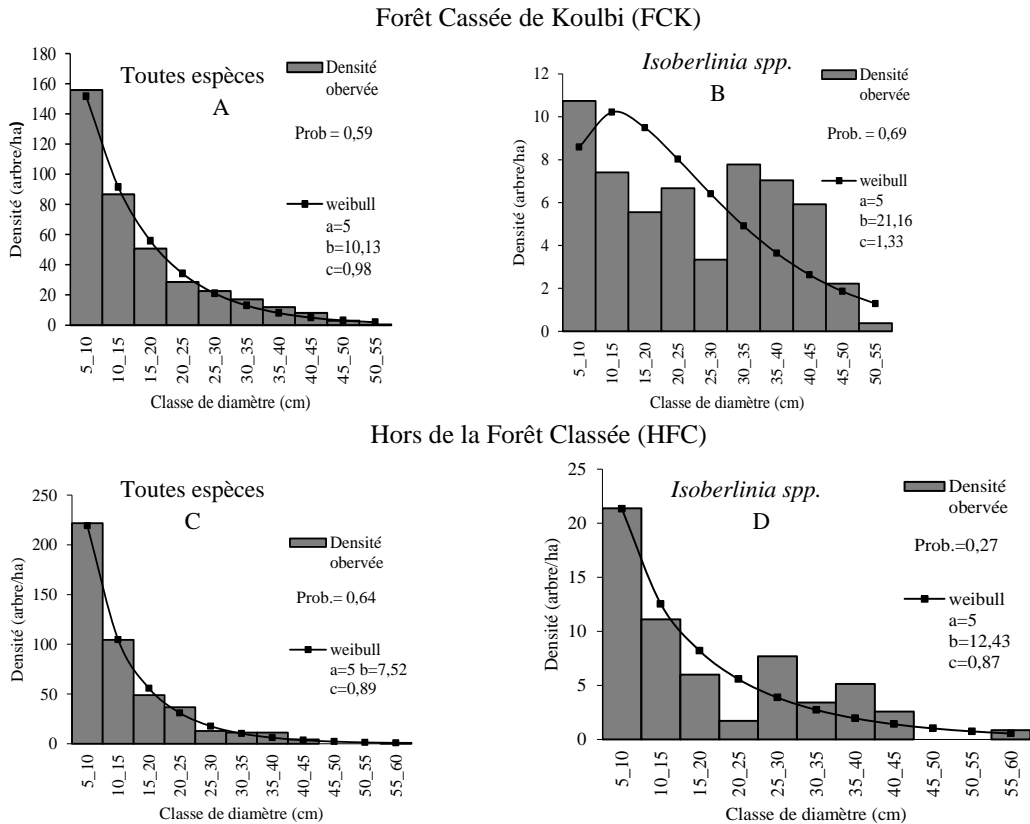 Forêt Cassée de Koulbi (FCK)
Toutes espèces
A
Densité
obervée
Prob = 0,59
weibull
a=5
b=10,13
c=0,98
Densité (arbre/ha)
180
160
140
120
100
80
60
40
20
0
5_10
10_15
15_20
20_25
25_30
30_35
35_40
40_45
45_50
50_55
Classe de diamètre (cm)
Isoberlinia spp.
B
Densité
obervée
Prob. = 0,69
weibull
a=5
b=21,16
c=1,33
Densité (arbre/ha)
12
10
8
6
4
2
0
5_10
10_15
15_20
20_25
25_30
30_35
35_40
40_45
45_50
50_55
Classe de diamètre (cm)
Hors de la Forêt Classée (HFC)
Toutes espèces
C
Densité
obervée
Prob.= 0,64
weibull
a=5 b=7,52
c=0,89
Densité (arbre/ha)
250
200
150
100
50
0
5_10
10_15
15_20
20_25
25_30
30_35
35_40
40_45
45_50
50_55
55_60
Classe de diamètre (cm)
Isoberlinia spp.
D
Densité
obervée
Prob.=0,27
weibull
a=5
b=12,43
c=0,87
Densité (arbre/ha)
25
20
15
10
5
0
5_10
10_15
15_20
20_25
25_30
30_35
35_40
40_45
45_50
50_55
55_60
Classe de diamètre (cm)